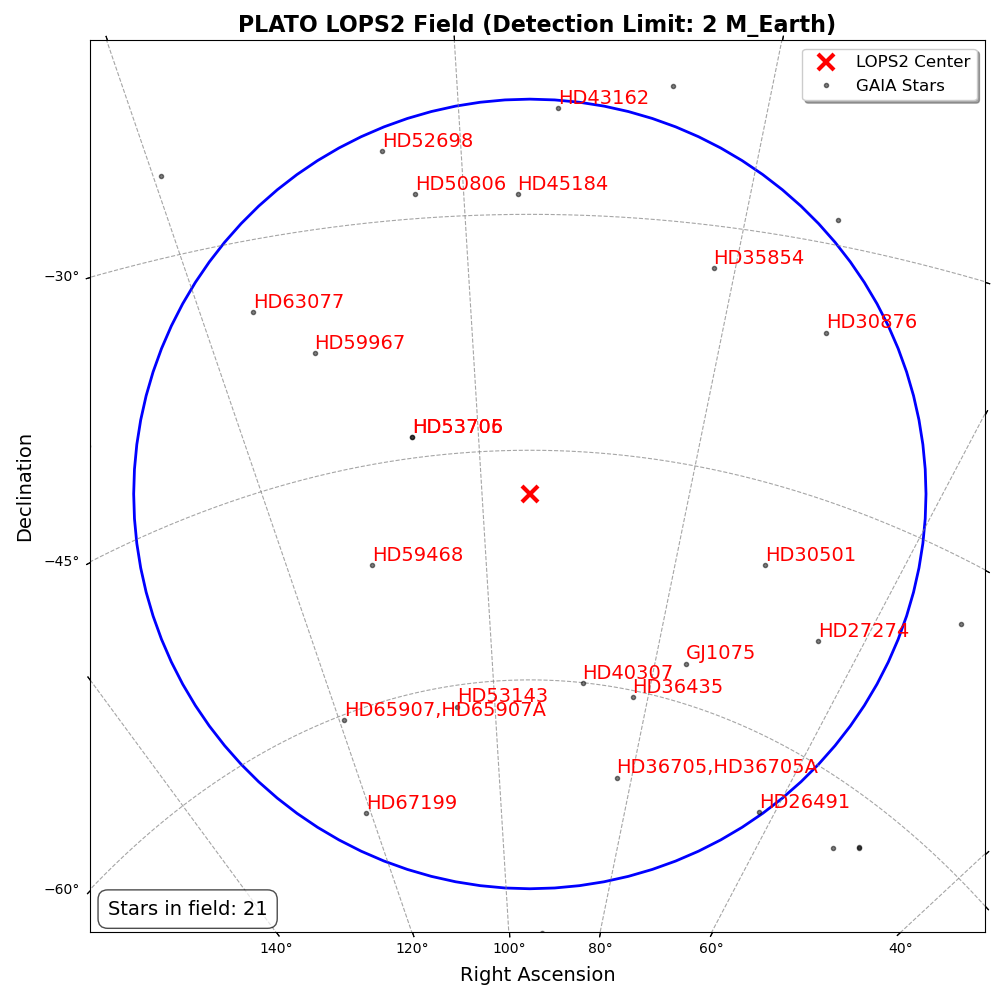 PLATO LOPS2 Field (Detection Limit: 2 M_Earth)
LOPS2 Center
GAIA Stars
HD43162
HD52698
HD50806
HD45184
HD35854
−30°
HD63077
HD30876
HD59967
Declination
HD59468
HD30501
−45°
HD27274
GJ1075
HD40307
HD36435
HD53143
HD65907,HD65907A
HD36705,HD36705A
HD67199
HD26491
−60°
Stars in field: 21
140°
120°
100°
80°
60°
40°
Right Ascension